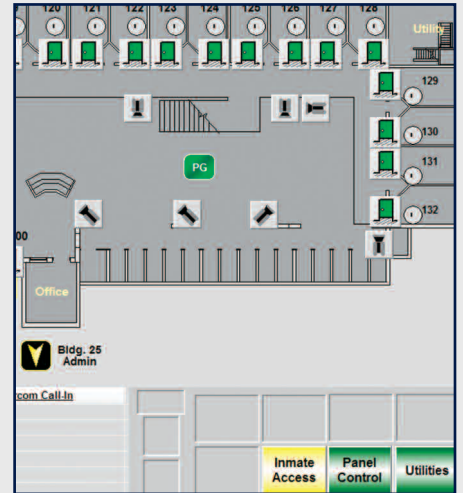 120 121 122 123 124 125 126 127 128
Utility
129
130
131
132
PG
00
Office
Bldg. 25
Admin
rcom Call-In
Inmate
Access
Panel
Control
Utilities